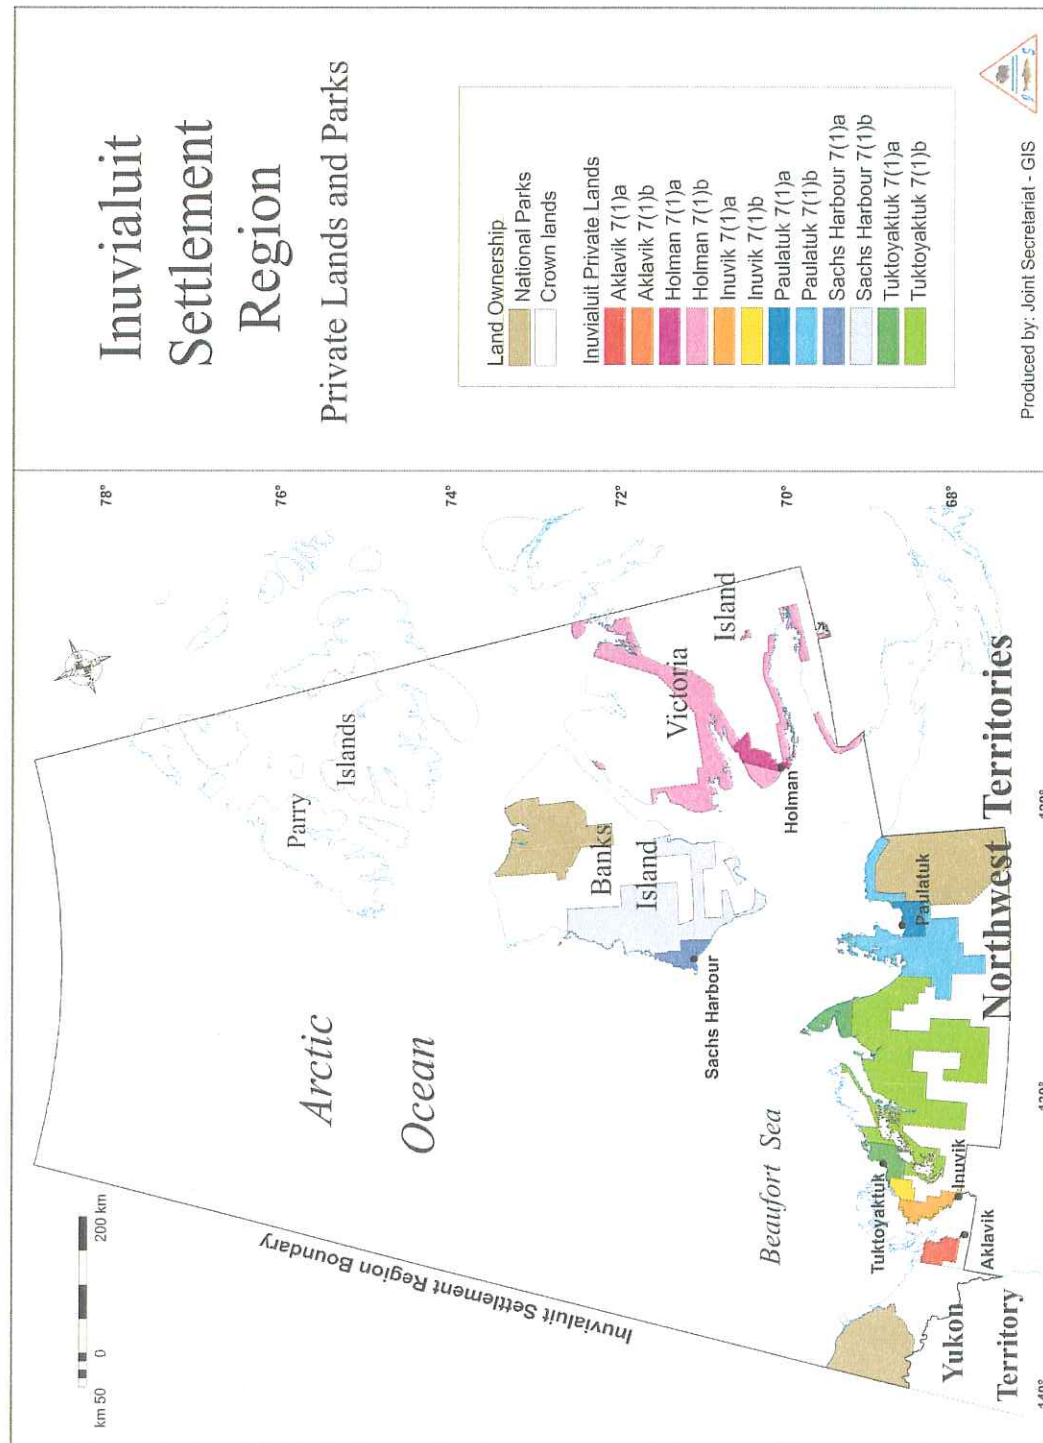 Inuvialuit
Settlement
Region
Private Lands and Parks
Land Ownership
National Parks
Crown lands
Inuvialuit Private Lands
Aklavik 7(1)a
Aklavik 7(1)b
Holman 7(1)a
Holman 7(1)b
Inuvik 7(1)a
Inuvik 7(1)b
Paulatuk 7(1)a
Paulatuk 7(1)b
Sachs Harbour 7(1)a
Sachs Harbour 7(1)b
Tuktoyaktuk 7(1)a
Tuktoyaktuk 7(1)b
Produced by: Joint Secretariat - GIS
km 50 0 200 km
Inuvialuit Settlement Region Boundary
Arctic
Ocean
Beaufort Sea
Parry
Islands
Banks
Island
Victoria
Island
Sachs Harbour
Holman
Paulatuk
Tuktoyaktuk
Inuvik
Aklavik
Yukon
Territory
Northwest Territories
78°
76°
74°
72°
70°
68°